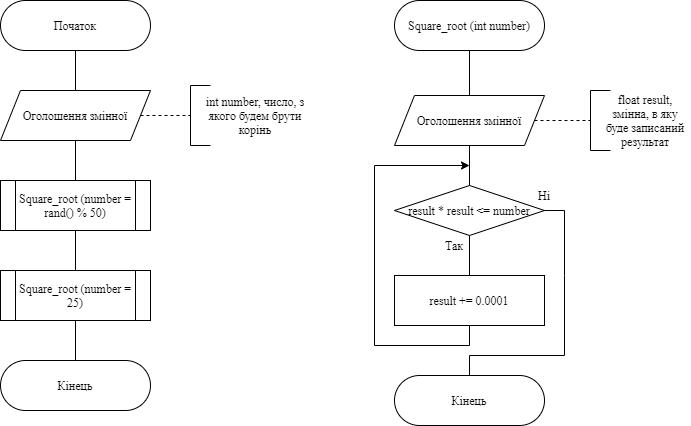 Початок
Оголошення змінної
int number, число, з
якого будем брути
корінь
Square_root (number =
rand() % 50)
Square_root (number =
25)
Кінець
Square_root (int number)
Оголошення змінної
float result,
змінна, в яку
буде записаний
результат
result * result <= number
Ні
Так
result += 0.0001
Кінець